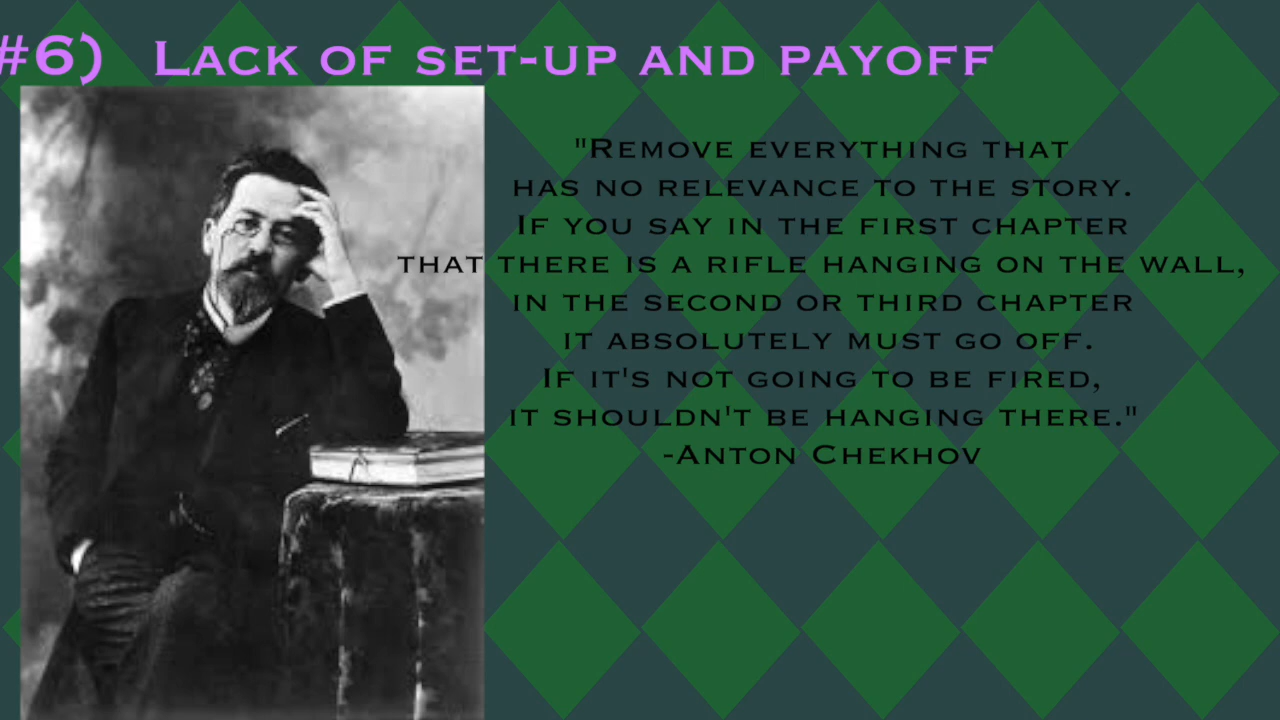 #6) Lack of set-up and payoff
"Remove everything that
has no relevance to the story.
If you say in the first chapter
that there is a rifle hanging on the wall,
in the second or third chapter
it absolutely must go off.
If it's not going to be fired,
it shouldn't be hanging there."
-Anton Chekhov